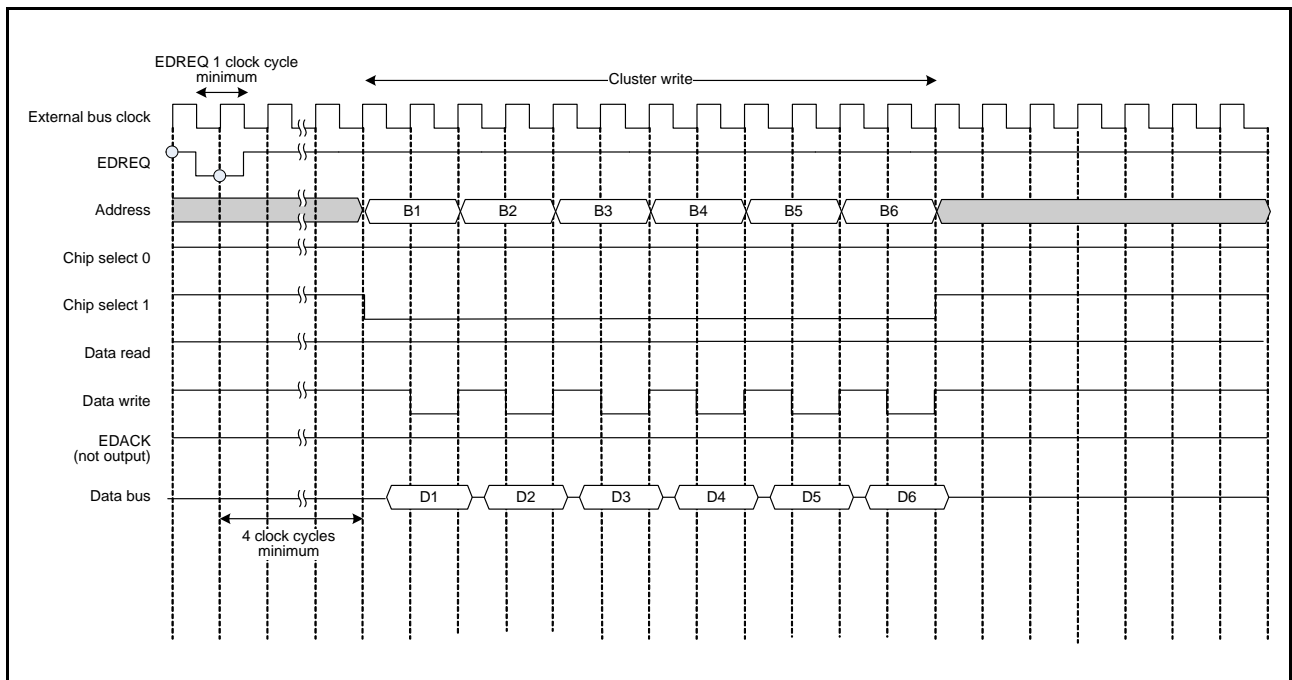 EDREQ 1 clock cycle
minimum
Cluster write
External bus clock
EDREQ
Address
B1 B2 B3 B4 B5 B6
Chip select 0
Chip select 1
Data read
Data write
EDACK
(not output)
Data bus
D1 D2 D3 D4 D5 D6
4 clock cycles
minimum